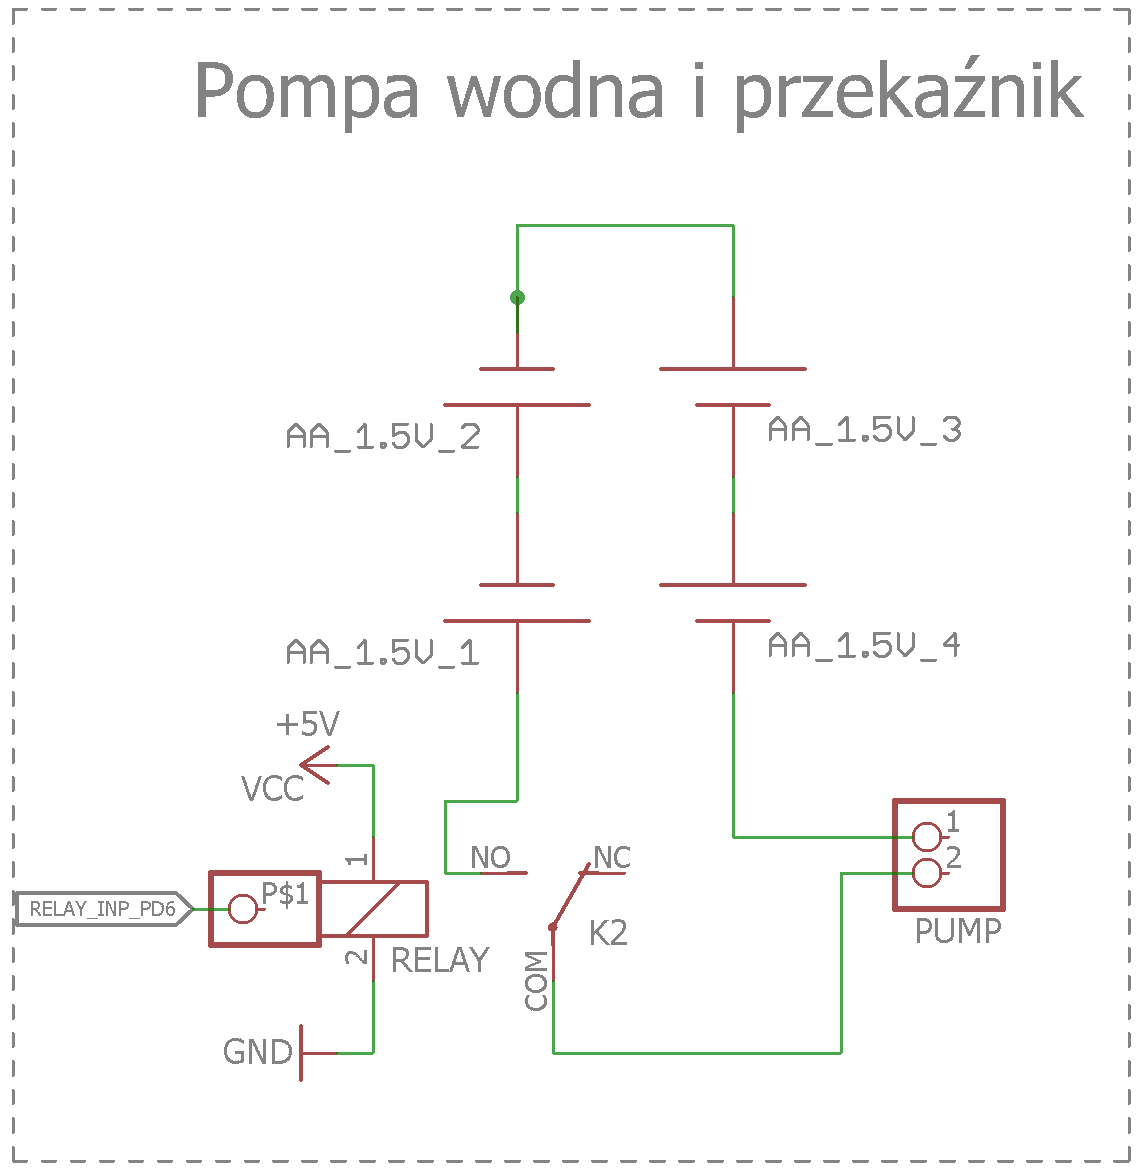 Pompa wodna i przekaźnik
AA_1.5V_2
AA_1.5V_3
AA_1.5V_1
AA_1.5V_4
+5V
VCC
1
P$1
RELAY_INP_PD6
2
RELAY
GND
NO
NC
K2
COM
1
2
PUMP